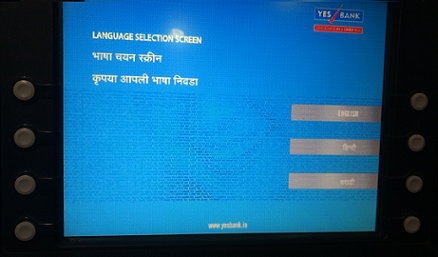 YES BANK
LANGUAGE SELECTION SCREEN
भाषा चयन स्क्रीन
कृपया आपली भाषा निवडा
ENGLISH
हिन्दी
मराठी
www.yesbank.in